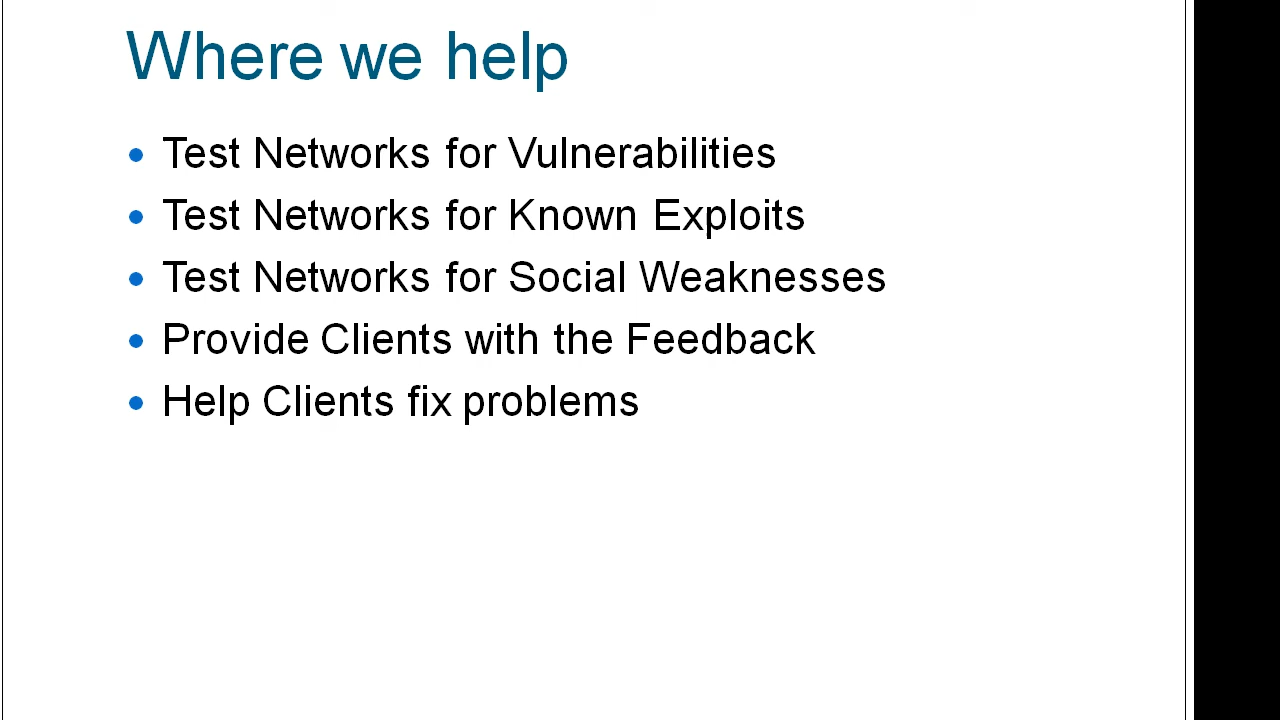 Where we help
• Test Networks for Vulnerabilities
• Test Networks for Known Exploits
• Test Networks for Social Weaknesses
• Provide Clients with the Feedback
• Help Clients fix problems